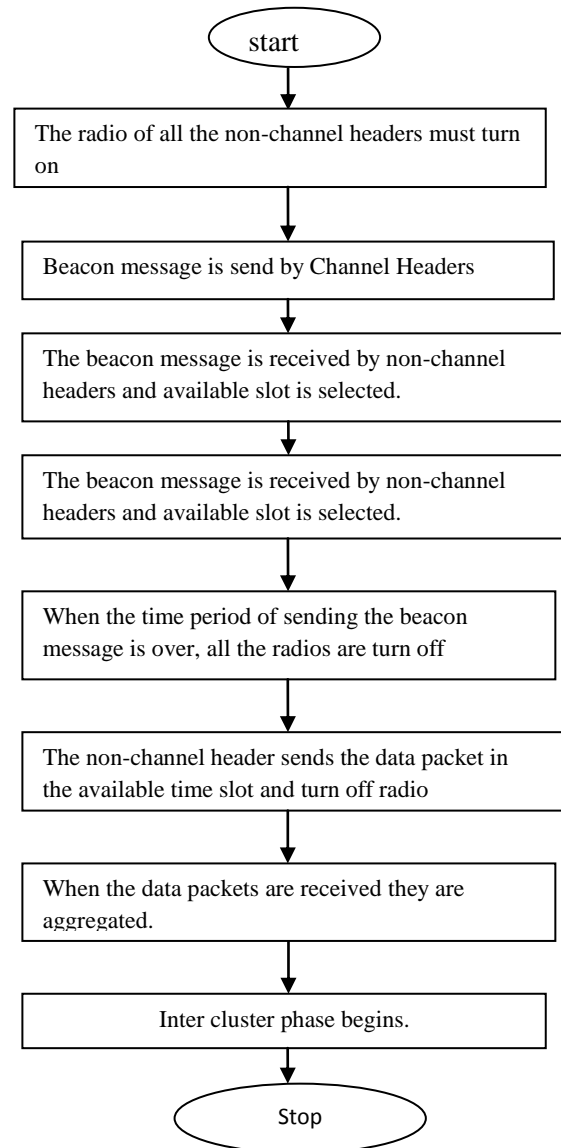 start
The radio of all the non-channel headers must turn
on
Beacon message is send by Channel Headers
The beacon message is received by non-channel
headers and available slot is selected.
The beacon message is received by non-channel
headers and available slot is selected.
When the time period of sending the beacon
message is over, all the radios are turn off
The non-channel header sends the data packet in
the available time slot and turn off radio
When the data packets are received they are
aggregated.
Inter cluster phase begins.
Stop